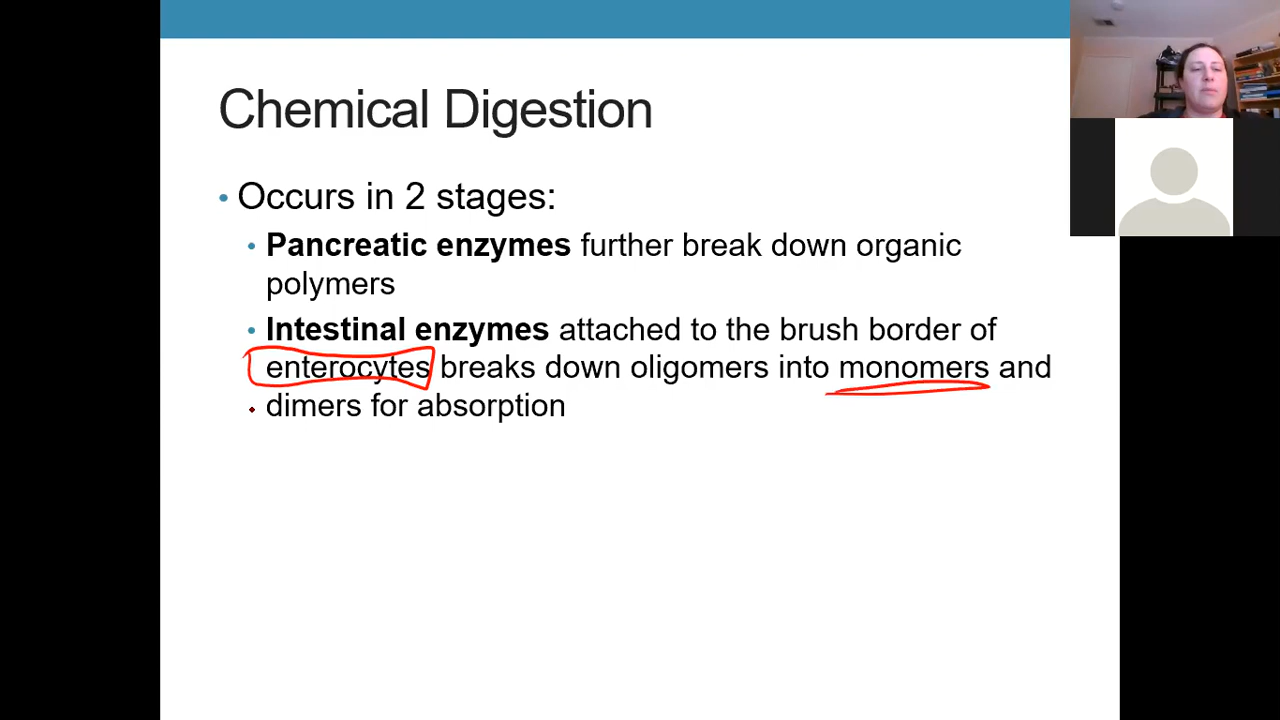 Chemical Digestion
• Occurs in 2 stages:
• Pancreatic enzymes further break down organic
polymers
• Intestinal enzymes attached to the brush border of
enterocytes breaks down oligomers into monomers and
dimers for absorption